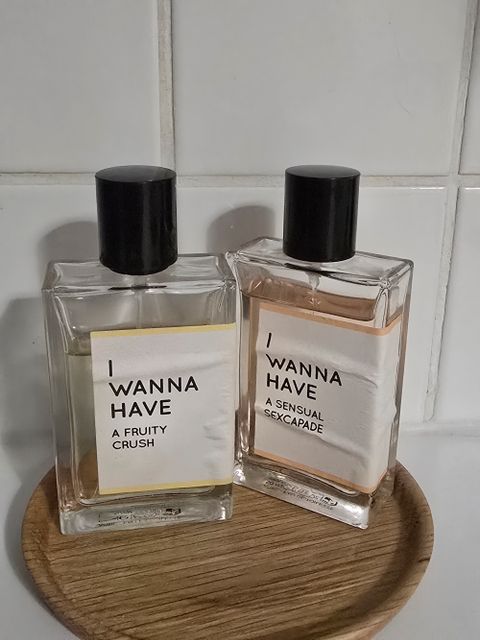 I
WANNA
HAVE
A FRUITY
CRUSH
I
WANNA
HAVE
A SENSUAL
SEXCAPADE